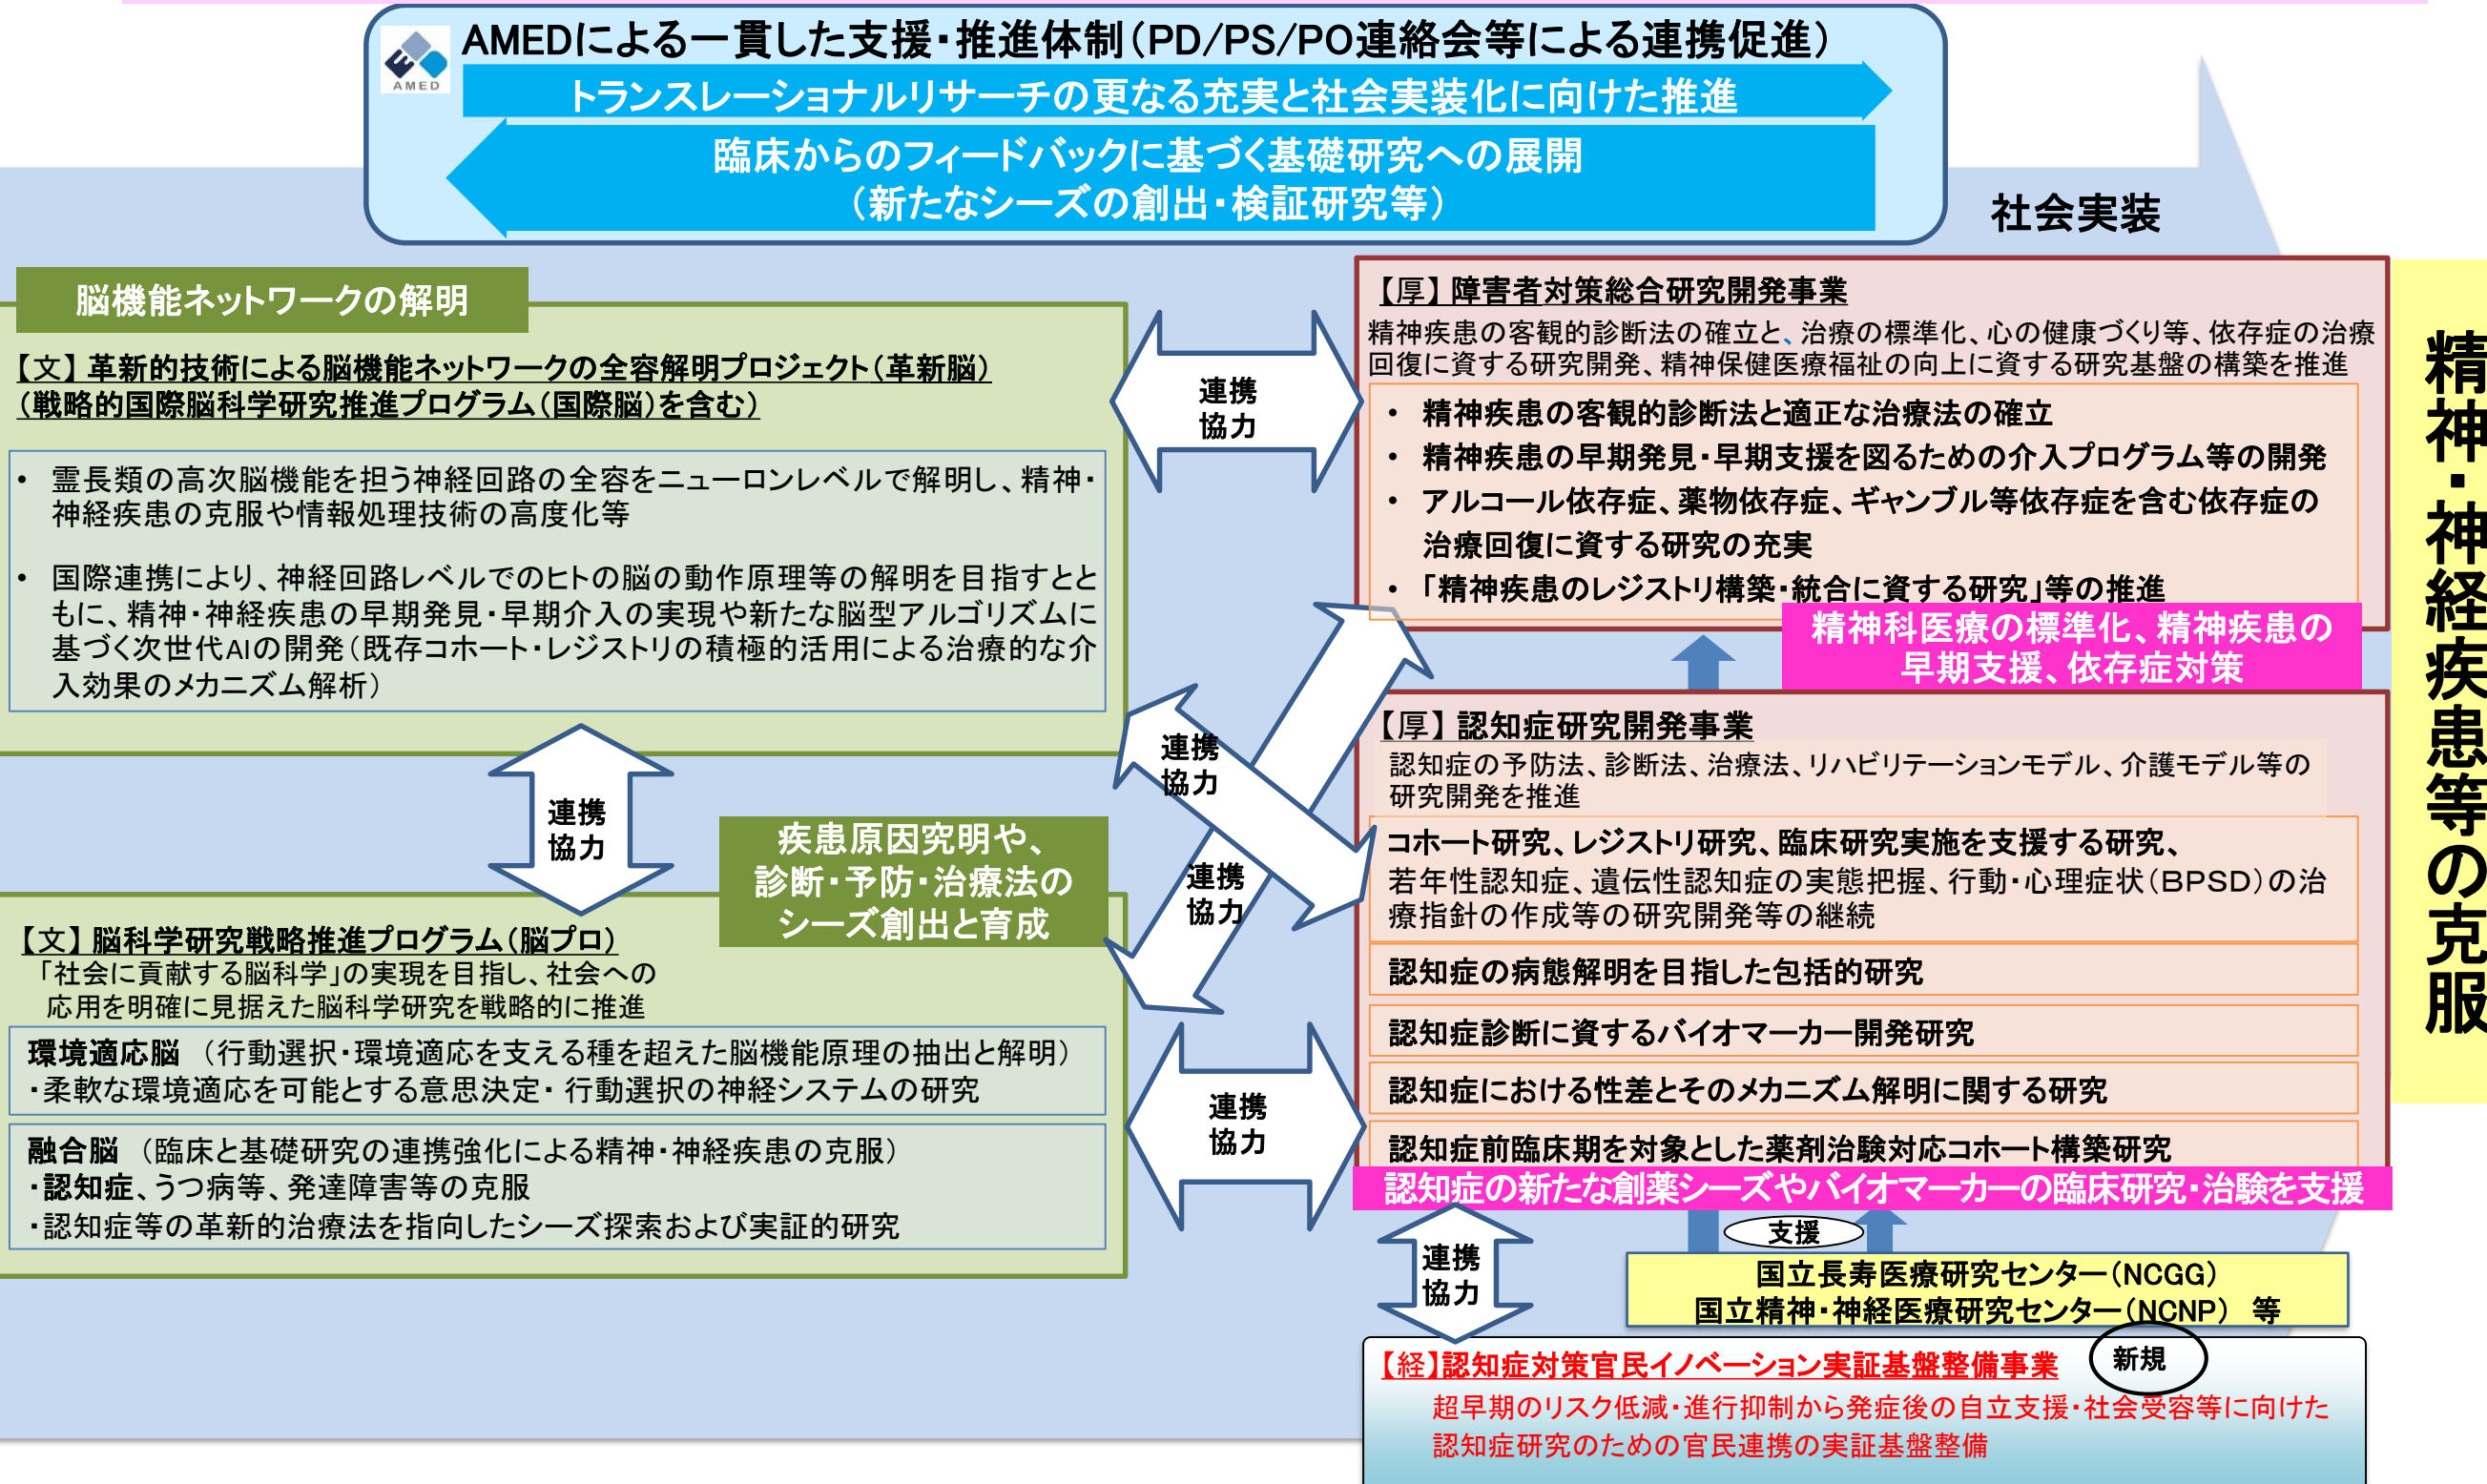 AMEDによる一貫した支援・推進体制（PD/PS/PO連絡会等による連携促進）
AMED
トランスレーショナルリサーチの更なる充実と社会実装化に向けた推進
臨床からのフィードバックに基づく基礎研究への展開
（新たなシーズの創出・検証研究等）
社会実装
脳機能ネットワークの解明
【文】 革新的技術による脳機能ネットワークの全容解明プロジェクト（革新脳）
（戦略的国際脳科学研究推進プログラム（国際脳）を含む）
• 霊長類の高次脳機能を担う神経回路の全容をニューロンレベルで解明し、精神・
神経疾患の克服や情報処理技術の高度化等
• 国際連携により、神経回路レベルでのヒトの脳の動作原理等の解明を目指すとと
もに、精神・神経疾患の早期発見・早期介入の実現や新たな脳型アルゴリズムに
基づく次世代AIの開発（既存コホート・レジストリの積極的活用による治療的な介
入効果のメカニズム解析）
連携
協力
【厚】 障害者対策総合研究開発事業
精神疾患の客観的診断法の確立と、治療の標準化、心の健康づくり等、依存症の治療
回復に資する研究開発、精神保健医療福祉の向上に資する研究基盤の構築を推進
• 精神疾患の客観的診断法と適正な治療法の確立
• 精神疾患の早期発見・早期支援を図るための介入プログラム等の開発
• アルコール依存症、薬物依存症、ギャンブル等依存症を含む依存症の
治療回復に資する研究の充実
• 「精神疾患のレジストリ構築・統合に資する研究」等の推進
精神科医療の標準化、精神疾患の
早期支援、依存症対策
精神・神経疾患等の克服
連携
協力
連携
協力
連携
協力
疾患原因究明や、
診断・予防・治療法の
シーズ創出と育成
【文】 脳科学研究戦略推進プログラム（脳プロ）
「社会に貢献する脳科学」の実現を目指し、社会への
応用を明確に見据えた脳科学研究を戦略的に推進
環境適応脳 （行動選択・環境適応を支える種を超えた脳機能原理の抽出と解明）
・柔軟な環境適応を可能とする意思決定・ 行動選択の神経システムの研究
融合脳 （臨床と基礎研究の連携強化による精神・神経疾患の克服）
・認知症、うつ病等、発達障害等の克服
・認知症等の革新的治療法を指向したシーズ探索および実証的研究
連携
協力
【厚】 認知症研究開発事業
認知症の予防法、診断法、治療法、リハビリテーションモデル、介護モデル等の
研究開発を推進
コホート研究、レジストリ研究、臨床研究実施を支援する研究、
若年性認知症、遺伝性認知症の実態把握、行動・心理症状（BPSD）の治
療指針の作成等の研究開発等の継続
認知症の病態解明を目指した包括的研究
認知症診断に資するバイオマーカー開発研究
認知症における性差とそのメカニズム解明に関する研究
認知症前臨床期を対象とした薬剤治験対応コホート構築研究
認知症の新たな創薬シーズやバイオマーカーの臨床研究・治験を支援
支援
連携
協力
国立長寿医療研究センター（NCGG）
国立精神・神経医療研究センター（NCNP） 等
【経】認知症対策官民イノベーション実証基盤整備事業
新規
超早期のリスク低減・進行抑制から発症後の自立支援・社会受容等に向けた
認知症研究のための官民連携の実証基盤整備